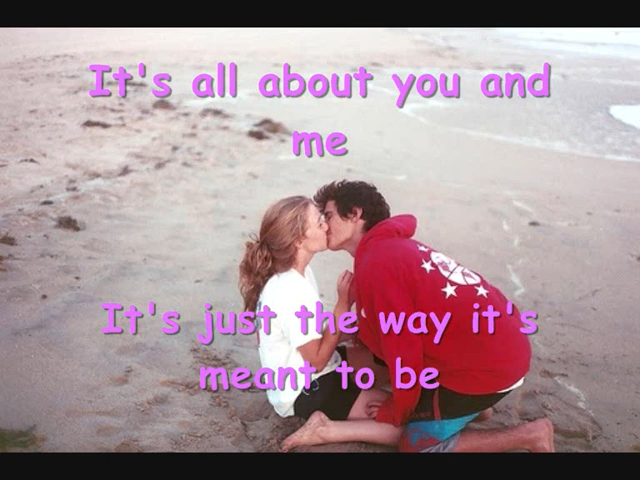 It's all about you and
me
It's just the way it's
meant to be